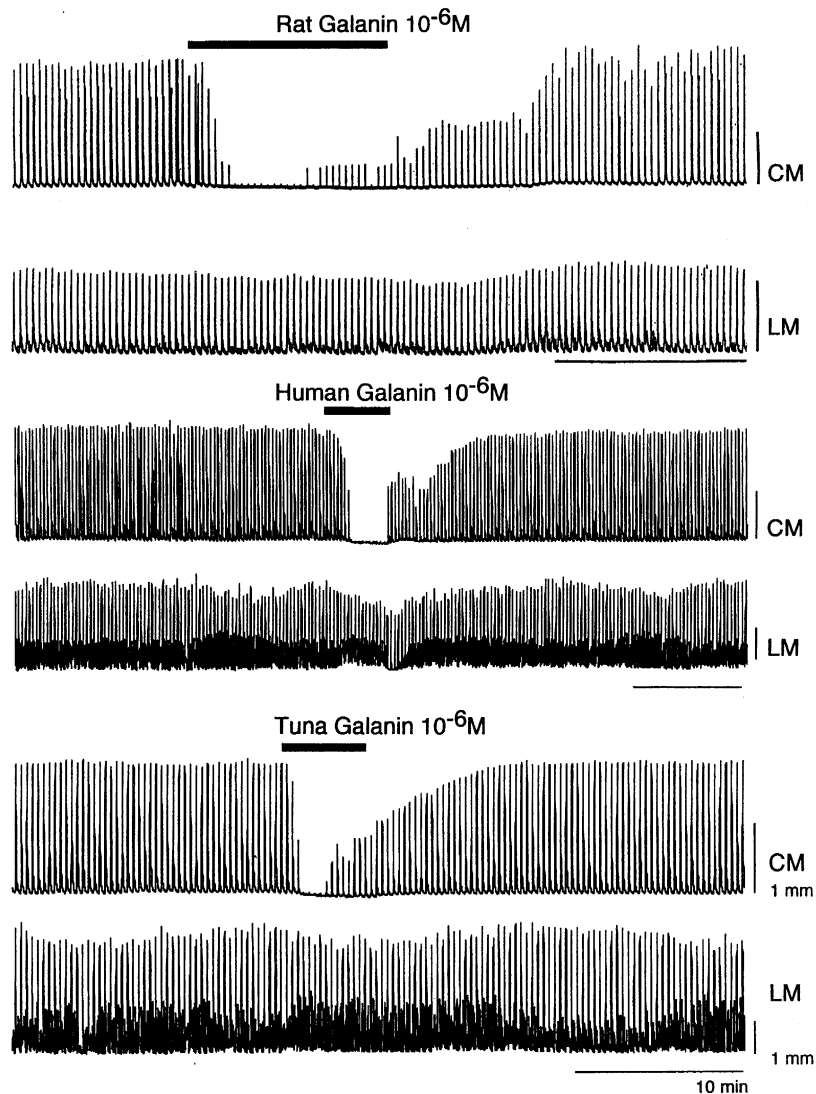 Rat Galanin 10-6M
CM
LM
Human Galanin 10-6M
CM
LM
Tuna Galanin 10-6M
CM
1 mm
LM
1 mm
10 min